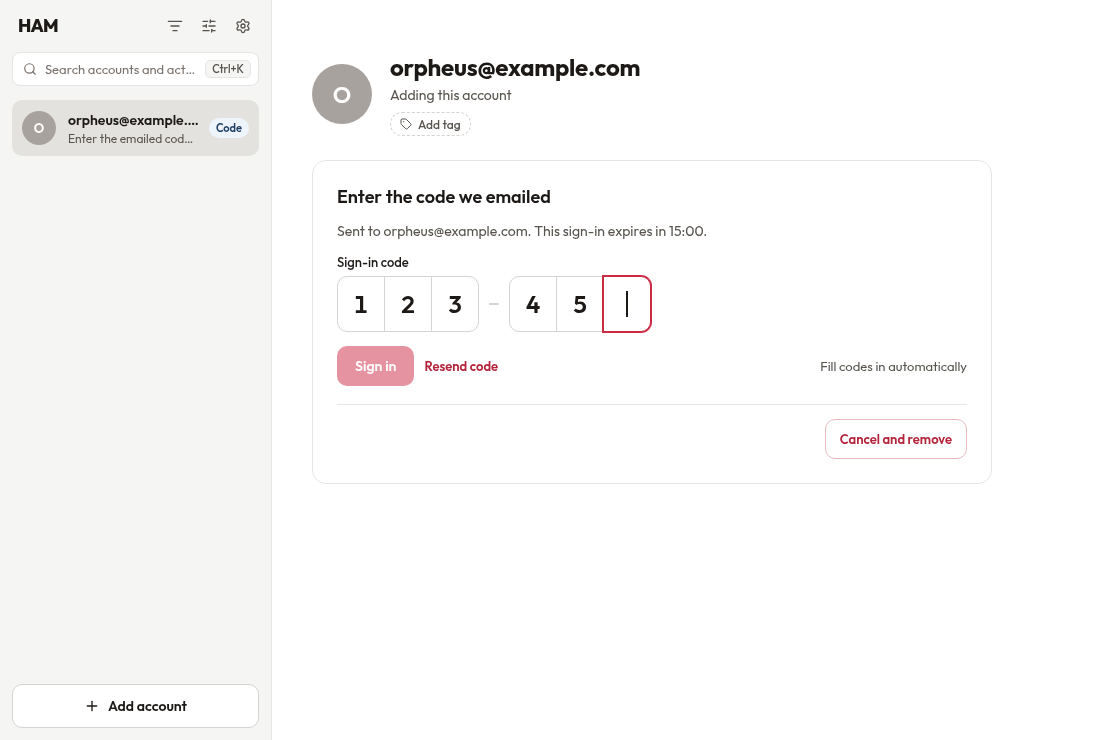 HAM
Search accounts and act... Ctrl+K
O
orpheus@example.... Code
Enter the emailed cod...
Add account
O
orpheus@example.com
Adding this account
Add tag
Enter the code we emailed
Sent to orpheus@example.com. This sign-in expires in 15:00.
Sign-in code
1 2 3 – 4 5
Sign in Resend code Fill codes in automatically
Cancel and remove